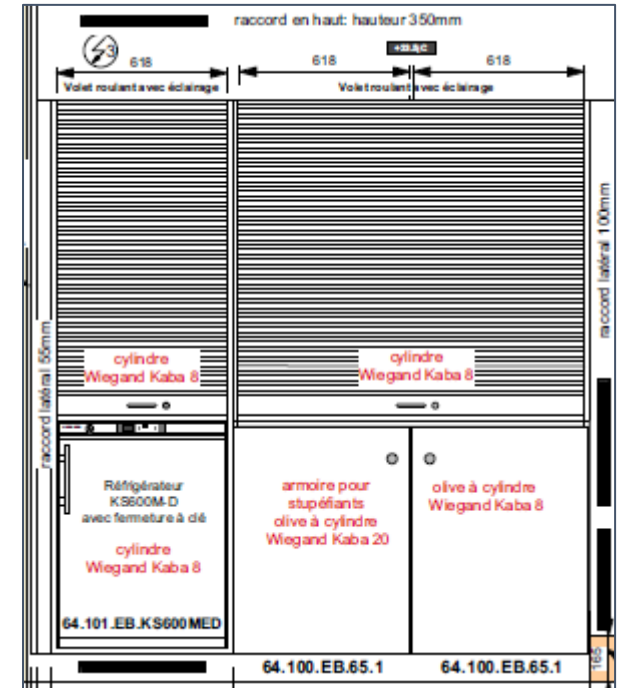 raccord en haut: hauteur 350mm
3
618
618
618
Volet roulant avec éclairage
Volet roulant avec éclairage
raccord latéral 55mm
raccord latéral 100mm
cylindre
Wiegand Kaba 8
cylindre
Wiegand Kaba 8
Réfrigérateur
KS600M-D
avec fermeture à clé
cylindre
Wiegand Kaba 8
64.101.EB.KS600MED
armoire pour
stupéfiants
olive à cylindre
Wiegand Kaba 20
olive à cylindre
Wiegand Kaba 8
64.100.EB.65.1
64.100.EB.65.1
165